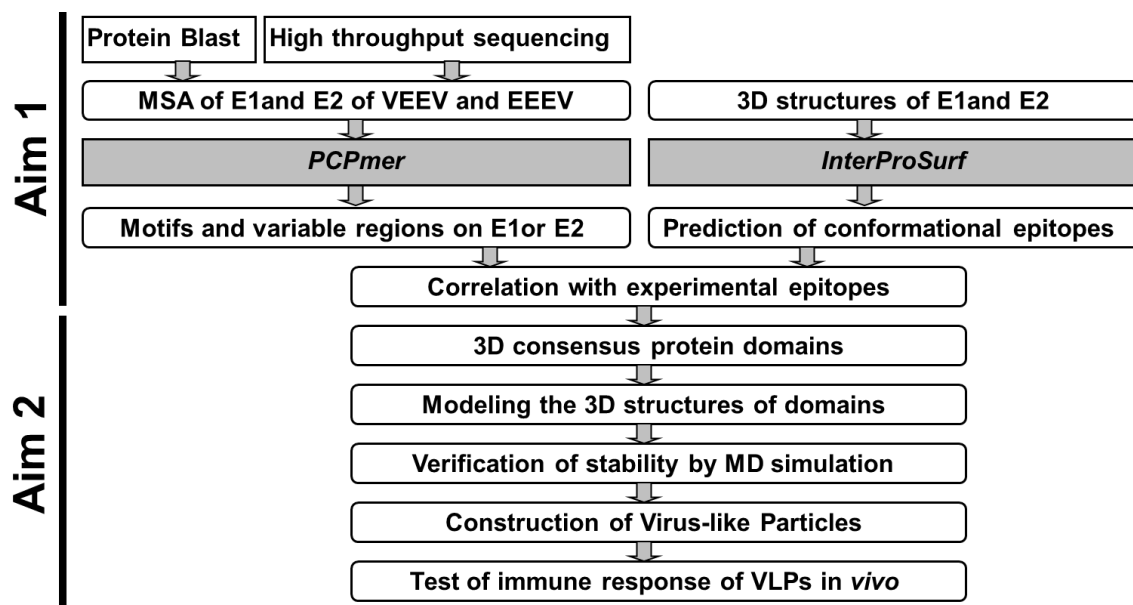 Aim 1
Protein Blast
High throughput sequencing
MSA of E1and E2 of VEEV and EEEV
3D structures of E1and E2
PCPmer
InterProSurf
Motifs and variable regions on E1or E2
Prediction of conformational epitopes
Correlation with experimental epitopes
Aim 2
3D consensus protein domains
Modeling the 3D structures of domains
Verification of stability by MD simulation
Construction of Virus-like Particles
Test of immune response of VLPs in vivo